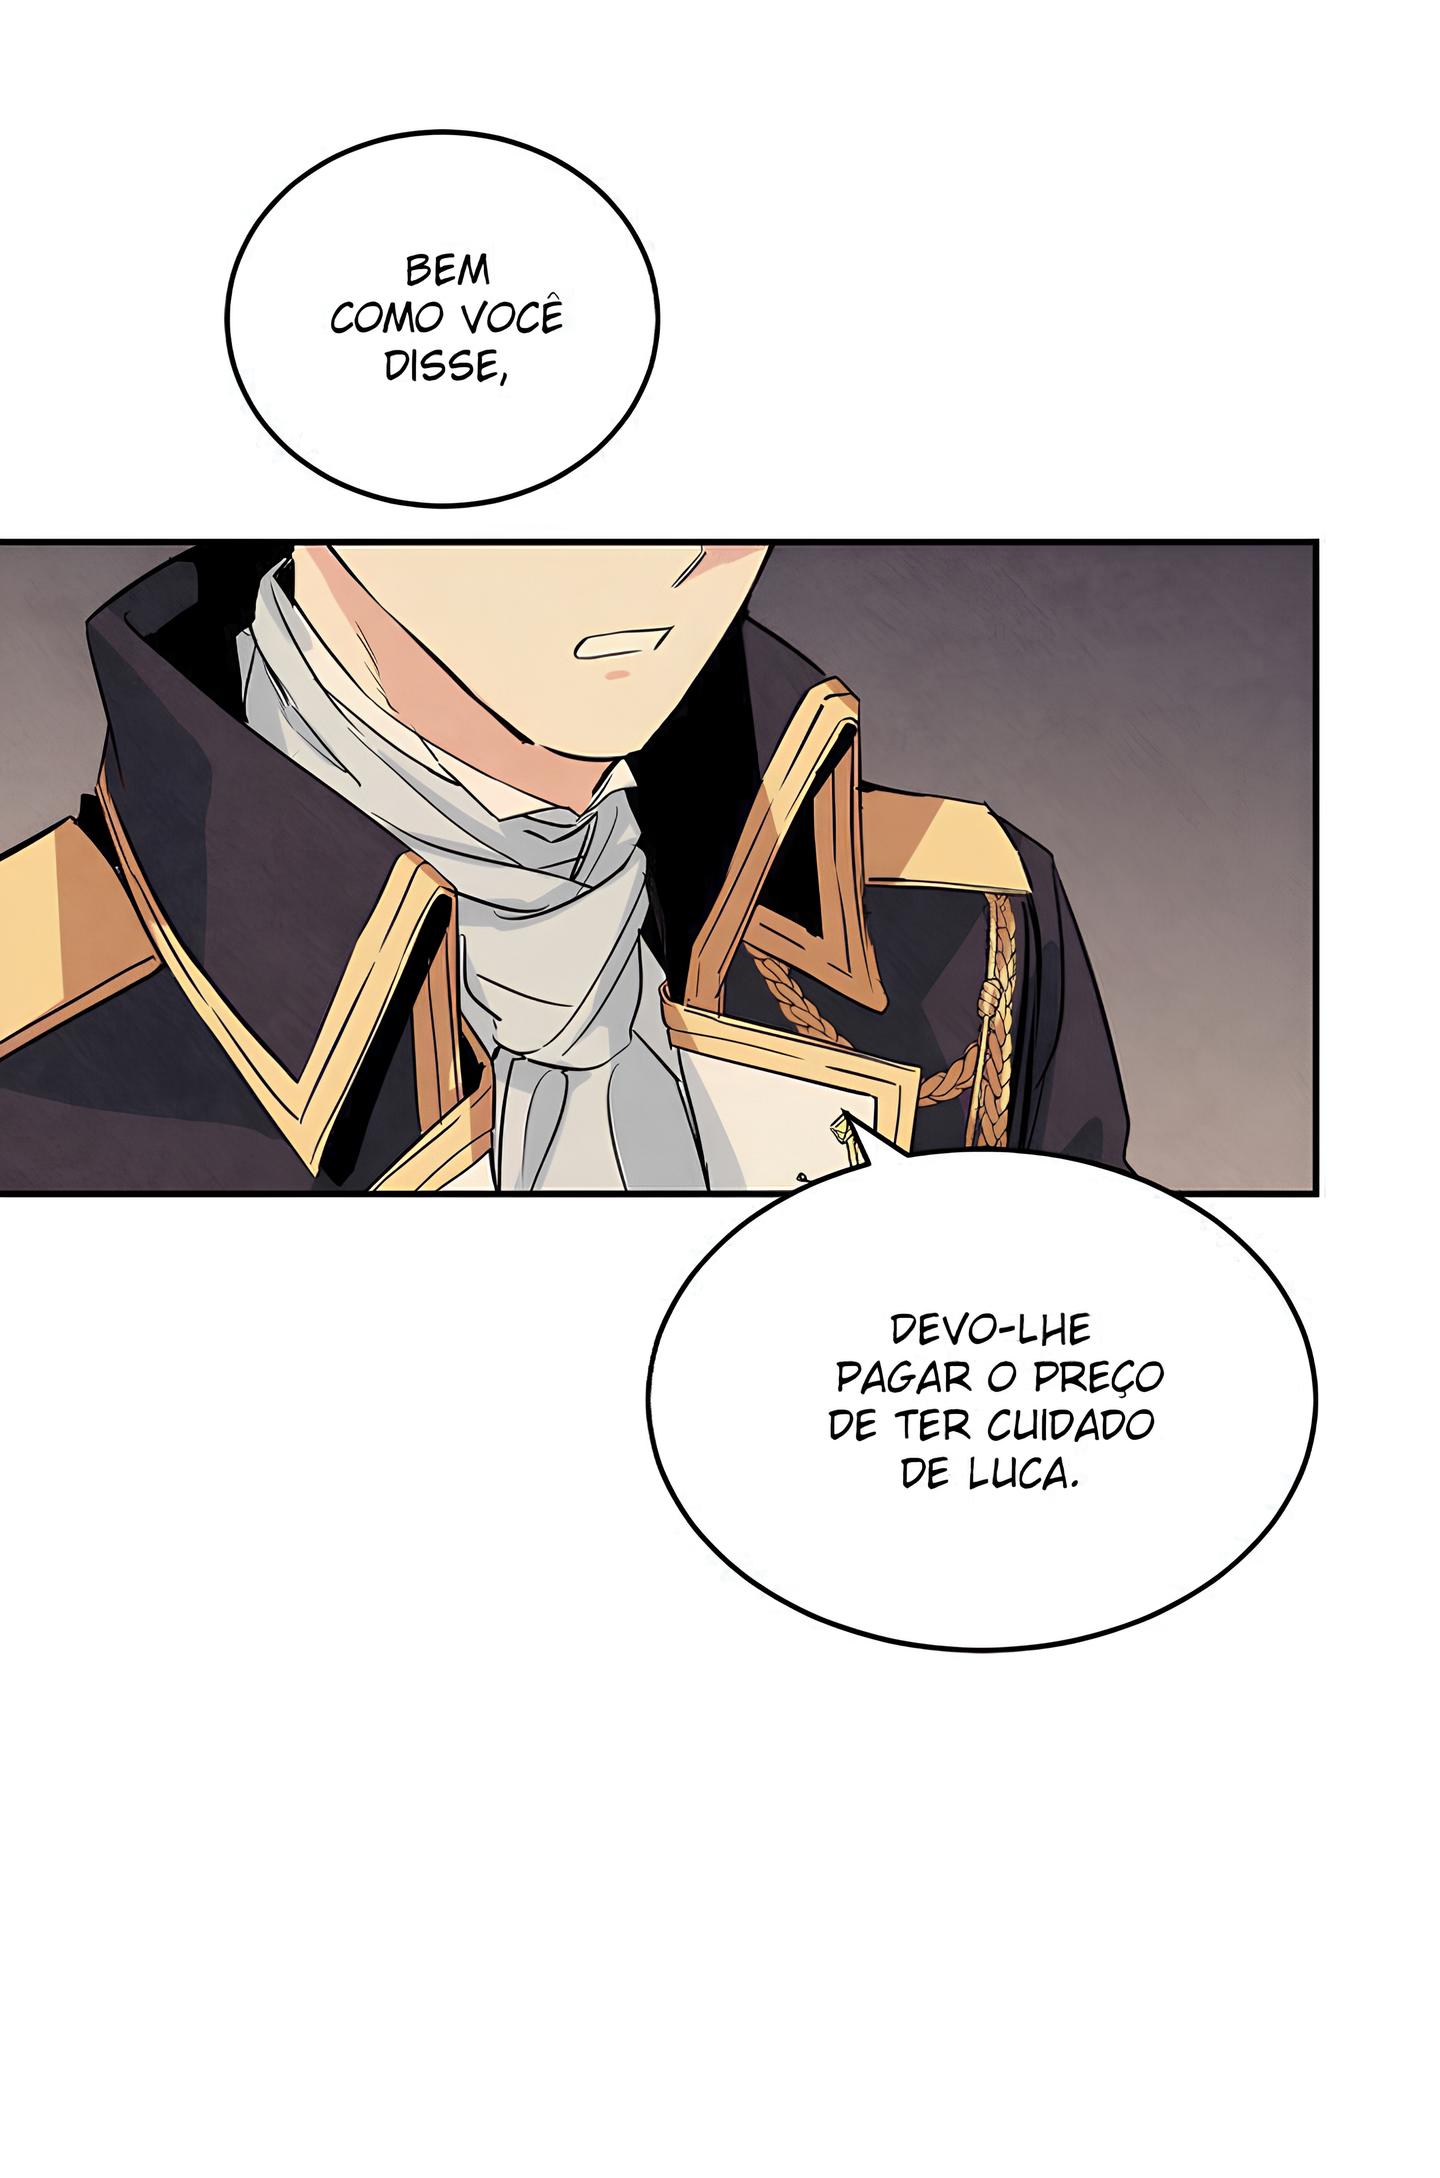 BEM
COMO VOCÊ
DISSE,
DEVO-LHE
PAGAR O PREÇO
DE TER CUIDADO
DE LUCA.